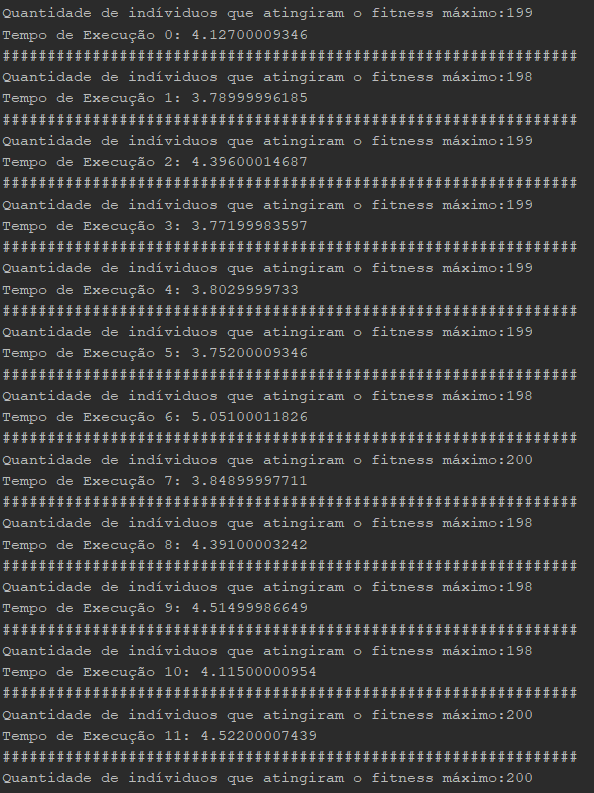 Quantidade de indíviduos que atingiram o fitness máximo:199
Tempo de Execução 0: 4.12700009346
################################################################
Quantidade de indíviduos que atingiram o fitness máximo:198
Tempo de Execução 1: 3.78999996185
################################################################
Quantidade de indíviduos que atingiram o fitness máximo:199
Tempo de Execução 2: 4.39600014687
################################################################
Quantidade de indíviduos que atingiram o fitness máximo:199
Tempo de Execução 3: 3.77199983597
################################################################
Quantidade de indíviduos que atingiram o fitness máximo:199
Tempo de Execução 4: 3.8029999733
################################################################
Quantidade de indíviduos que atingiram o fitness máximo:199
Tempo de Execução 5: 3.75200009346
################################################################
Quantidade de indíviduos que atingiram o fitness máximo:198
Tempo de Execução 6: 5.05100011826
################################################################
Quantidade de indíviduos que atingiram o fitness máximo:200
Tempo de Execução 7: 3.84899997711
################################################################
Quantidade de indíviduos que atingiram o fitness máximo:198
Tempo de Execução 8: 4.39100003242
################################################################
Quantidade de indíviduos que atingiram o fitness máximo:198
Tempo de Execução 9: 4.51499986649
################################################################
Quantidade de indíviduos que atingiram o fitness máximo:198
Tempo de Execução 10: 4.11500000954
################################################################
Quantidade de indíviduos que atingiram o fitness máximo:200
Tempo de Execução 11: 4.52200007439
################################################################
Quantidade de indíviduos que atingiram o fitness máximo:200